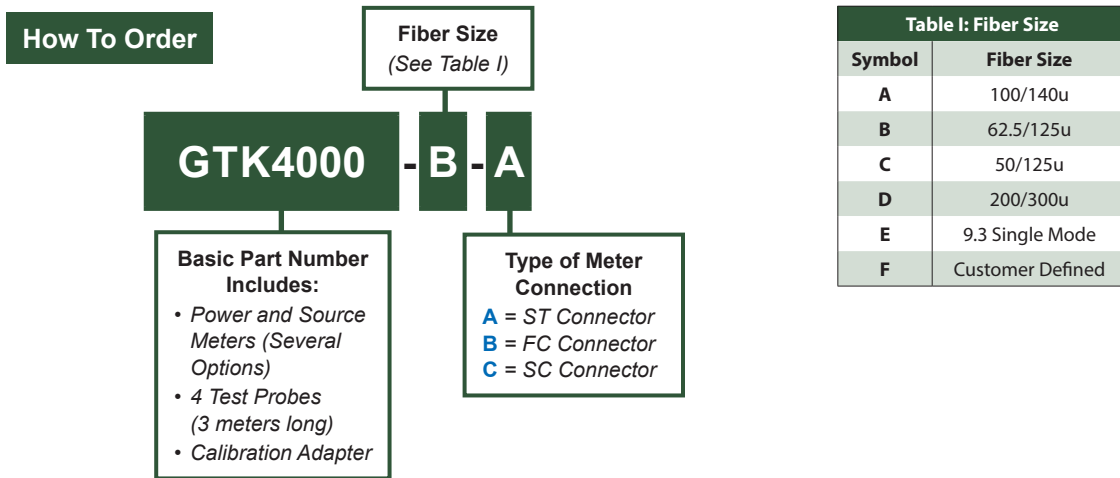 How To Order
Fiber Size
(See Table I)
GTK4000 - B - A
Basic Part Number
Includes:
• Power and Source
Meters (Several
Options)
• 4 Test Probes
(3 meters long)
• Calibration Adapter
Type of Meter
Connection
A = ST Connector
B = FC Connector
C = SC Connector
Table I: Fiber Size
Symbol Fiber Size
A 100/140u
B 62.5/125u
C 50/125u
D 200/300u
E 9.3 Single Mode
F Customer Defined